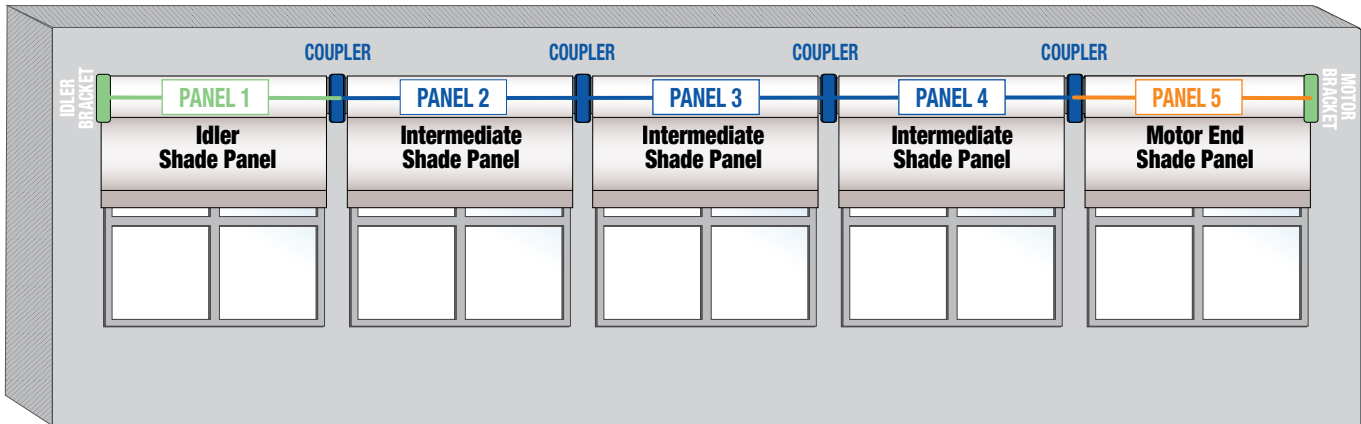 COUPLER COUPLER COUPLER COUPLER
IDLER
BRACKET
PANEL 1 PANEL 2 PANEL 3 PANEL 4 PANEL 5
MOTOR
BRACKET
Idler
Shade Panel
Intermediate
Shade Panel
Intermediate
Shade Panel
Intermediate
Shade Panel
Motor End
Shade Panel